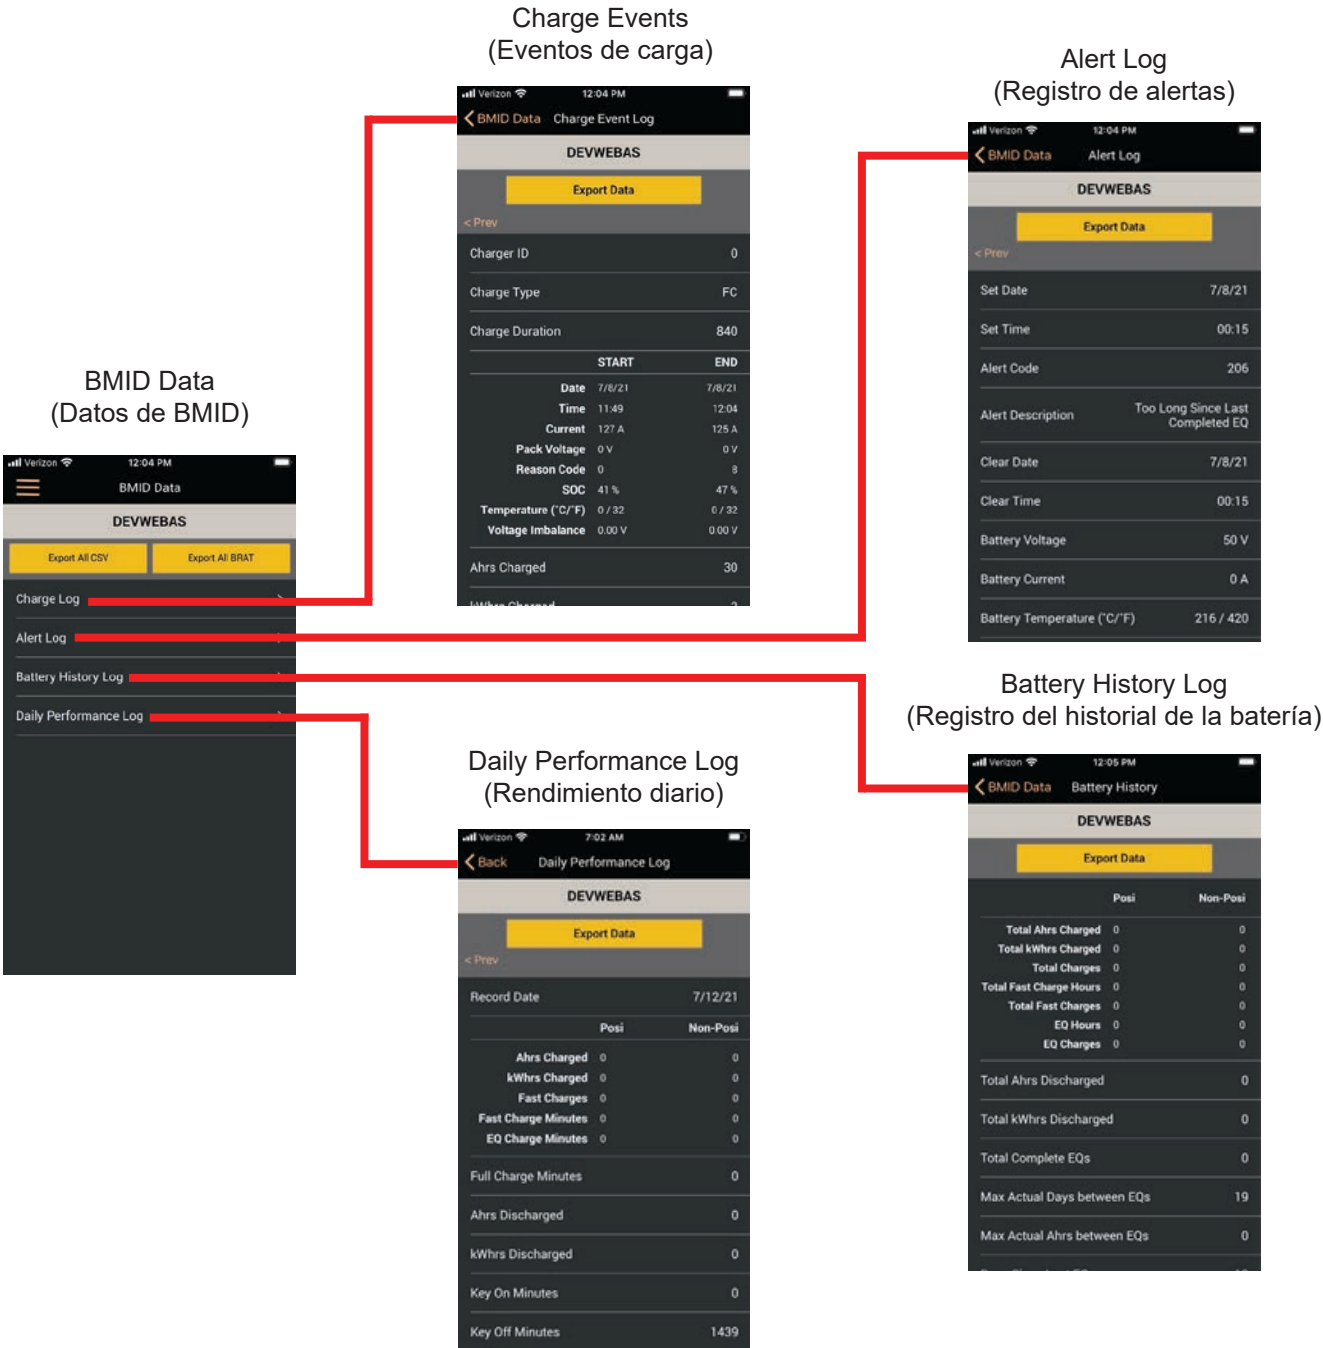 Charge Events
(Eventos de carga)
Verizon 12:04 PM
BMID Data Charge Event Log
DEVWEBAS
Export Data
< Prev
Charger ID 0
Charge Type FC
Charge Duration 840
START END
Date 7/8/21 7/8/21
Time 11:49 12:04
Current 127 A 125 A
Pack Voltage 0 V 0 V
Reason Code 0 8
SOC 41 % 47 %
Temperature (°C/°F) 0 / 32 0 / 32
Voltage Imbalance 0.00 V 0.00 V
Ahrs Charged 30
Alert Log
(Registro de alertas)
Verizon 12:04 PM
BMID Data Alert Log
DEVWEBAS
Export Data
< Prev
Set Date 7/8/21
Set Time 00:15
Alert Code 206
Alert Description Too Long Since Last
Completed EQ
Clear Date 7/8/21
Clear Time 00:15
Battery Voltage 50 V
Battery Current 0 A
Battery Temperature (°C/°F) 216 / 420
BMID Data
(Datos de BMID)
Verizon 12:04 PM
BMID Data
DEVWEBAS
Export All CSV Export All BRAT
Charge Log
Alert Log
Battery History Log
Daily Performance Log
Daily Performance Log
(Rendimiento diario)
Verizon 7:02 AM
Back Daily Performance Log
DEVWEBAS
Export Data
< Prev
Record Date 7/12/21
Posi Non-Posi
Ahrs Charged 0 0
kWhrs Charged 0 0
Fast Charges 0 0
Fast Charge Minutes 0 0
EQ Charge Minutes 0 0
Full Charge Minutes 0
Ahrs Discharged 0
kWhrs Discharged 0
Key On Minutes 0
Key Off Minutes 1439
Battery History Log
(Registro del historial de la batería)
Verizon 12:05 PM
BMID Data Battery History
DEVWEBAS
Export Data
Posi Non-Posi
Total Ahrs Charged 0 0
Total kWhrs Charged 0 0
Total Charges 0 0
Total Fast Charge Hours 0 0
Total Fast Charges 0 0
EQ Hours 0 0
EQ Charges 0 0
Total Ahrs Discharged 0
Total kWhrs Discharged 0
Total Complete EQs 0
Max Actual Days between EQs 19
Max Actual Ahrs between EQs 0